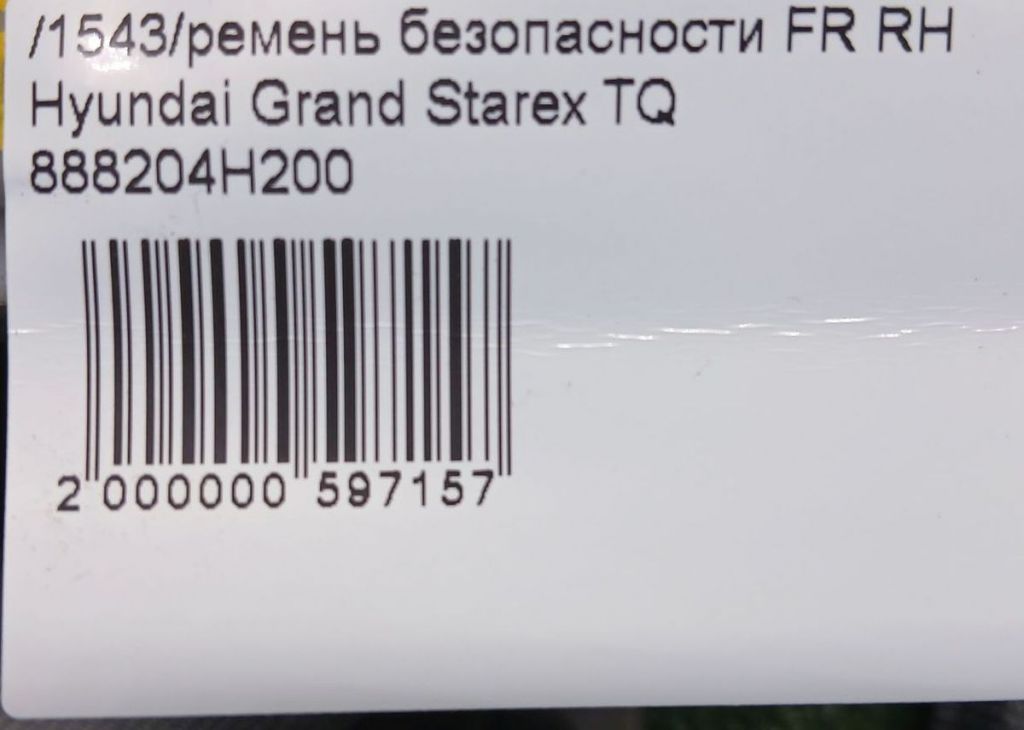 /1543/ремень безопасности FR RH
Hyundai Grand Starex TQ
888204H200
2 000000 597157